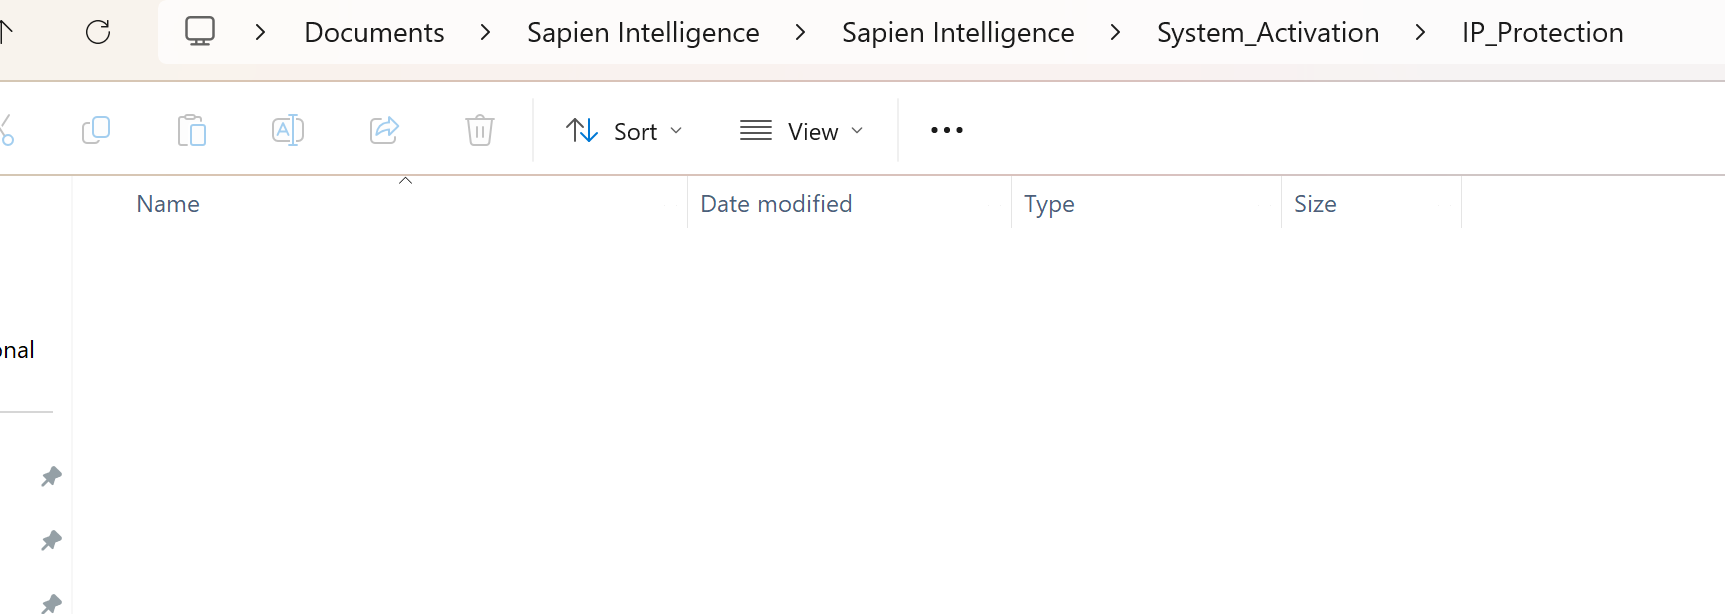 Documents > Sapien Intelligence > Sapien Intelligence > System_Activation > IP_Protection
Sort View
Name Date modified Type Size
onal